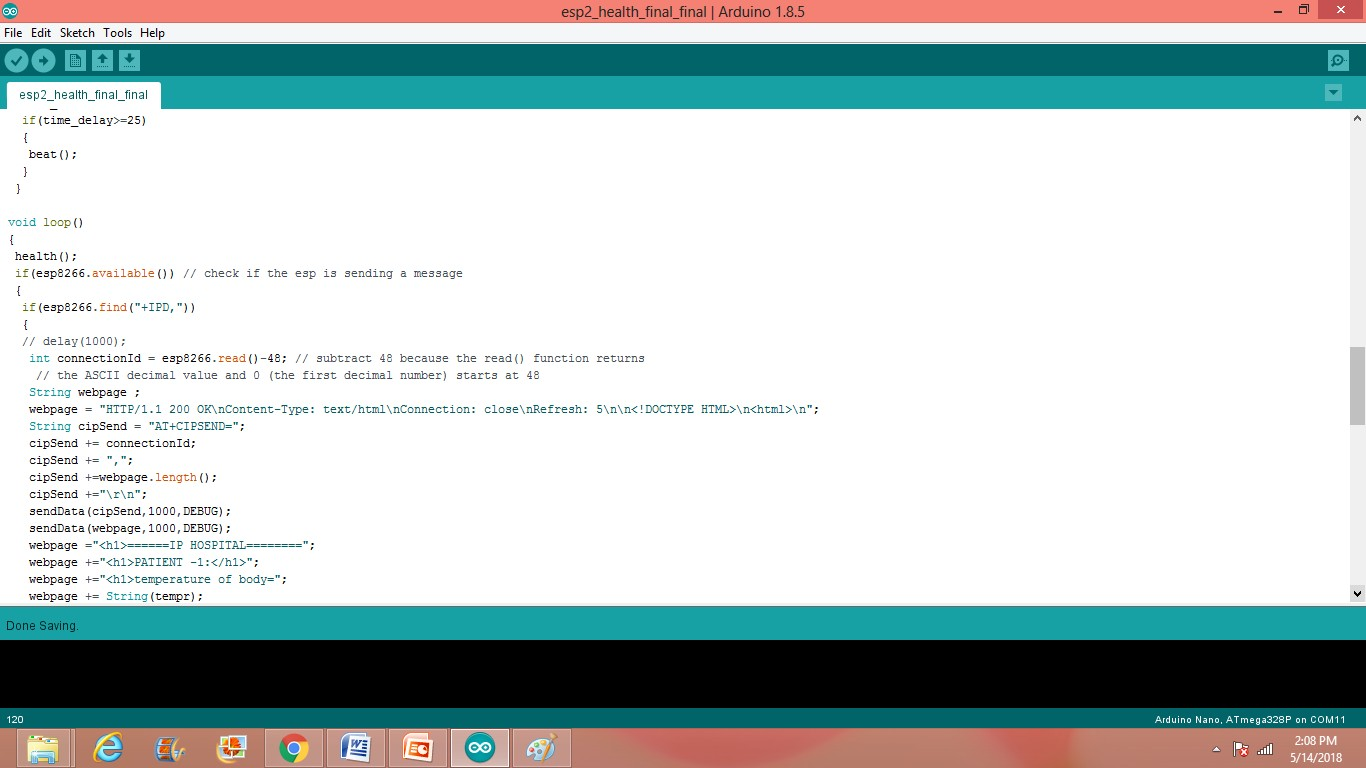 esp2_health_final_final | Arduino 1.8.5
File Edit Sketch Tools Help
esp2_health_final_final
if(time_delay>=25)
{
beat();
}
}
void loop()
{
health();
if(esp8266.available()) // check if the esp is sending a message
{
if(esp8266.find("+IPD,"))
{
// delay(1000);
int connectionId = esp8266.read()-48; // subtract 48 because the read() function returns
// the ASCII decimal value and 0 (the first decimal number) starts at 48
String webpage ;
webpage = "HTTP/1.1 200 OK\nContent-Type: text/html\nConnection: close\nRefresh: 5\n\n<!DOCTYPE HTML>\n<html>\n";
String cipSend = "AT+CIPSEND=";
cipSend += connectionId;
cipSend += ",";
cipSend +=webpage.length();
cipSend +="\r\n";
sendData(cipSend,1000,DEBUG);
sendData(webpage,1000,DEBUG);
webpage ="<h1>======IP HOSPITAL========";
webpage +="<h1>PATIENT -1:</h1>";
webpage +="<h1>temperature of body=";
webpage += String(tempr);
Done Saving.
120
Arduino Nano, ATmega328P on COM11
2:08 PM
5/14/2018